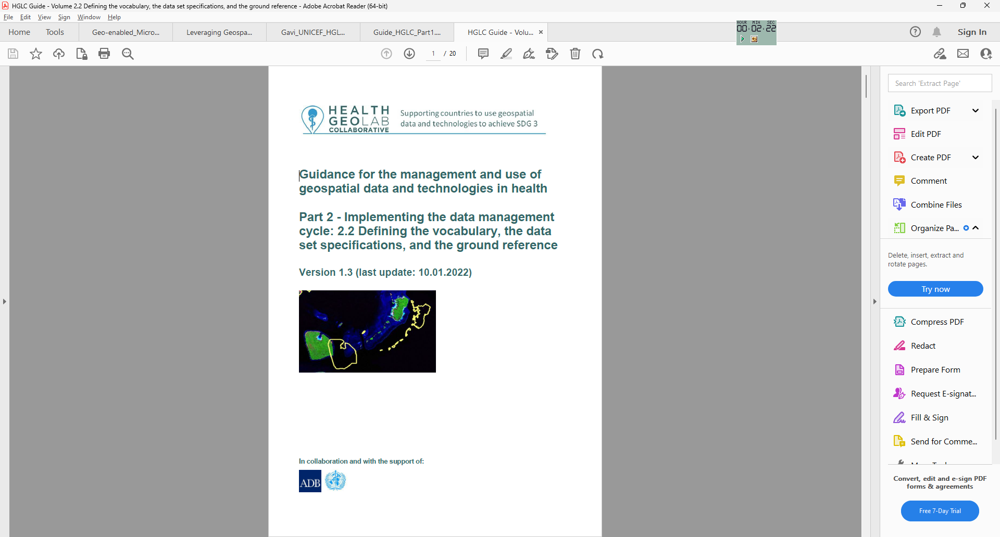 HGLC Guide - Volume 2.2 Defining the vocabulary, the data set specifications, and the ground reference - Adobe Acrobat Reader (64-bit)
File Edit View Sign Window Help
Home Tools Geo-enabled_Micro... Leveraging Geospa... Gavi_UNICEF_HGL... Guide_HGLC_Part1.... HGLC Guide - Volu... Sign In
HOUR MIN SEC
00:02:22
1 / 20
HEALTH
GEOLAB
COLLABORATIVE
Supporting countries to use geospatial
data and technologies to achieve SDG 3
Guidance for the management and use of
geospatial data and technologies in health
Part 2 - Implementing the data management
cycle: 2.2 Defining the vocabulary, the data
set specifications, and the ground reference
Version 1.3 (last update: 10.01.2022)
In collaboration and with the support of:
ADB
Search 'Extract Page'
Export PDF
Edit PDF
Create PDF
Comment
Combine Files
Organize Pa...
Delete, insert, extract and
rotate pages.
Try now
Compress PDF
Redact
Prepare Form
Request E-signat...
Fill & Sign
Send for Comme...
Convert, edit and e-sign PDF
forms & agreements
Free 7-Day Trial